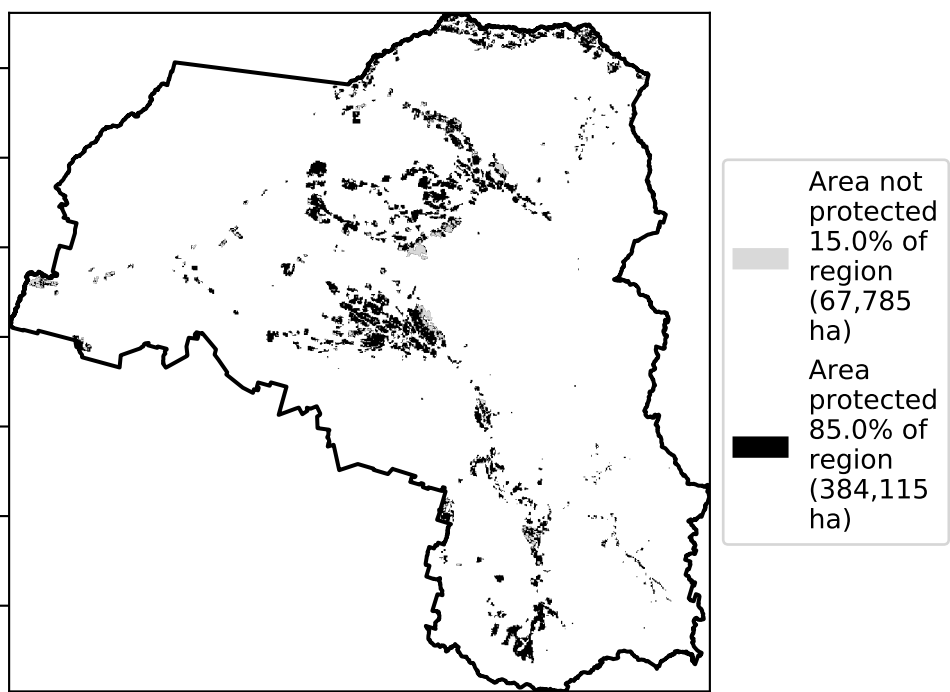 Area not
protected
15.0% of
region
(67,785
ha)
Area
protected
85.0% of
region
(384,115
ha)